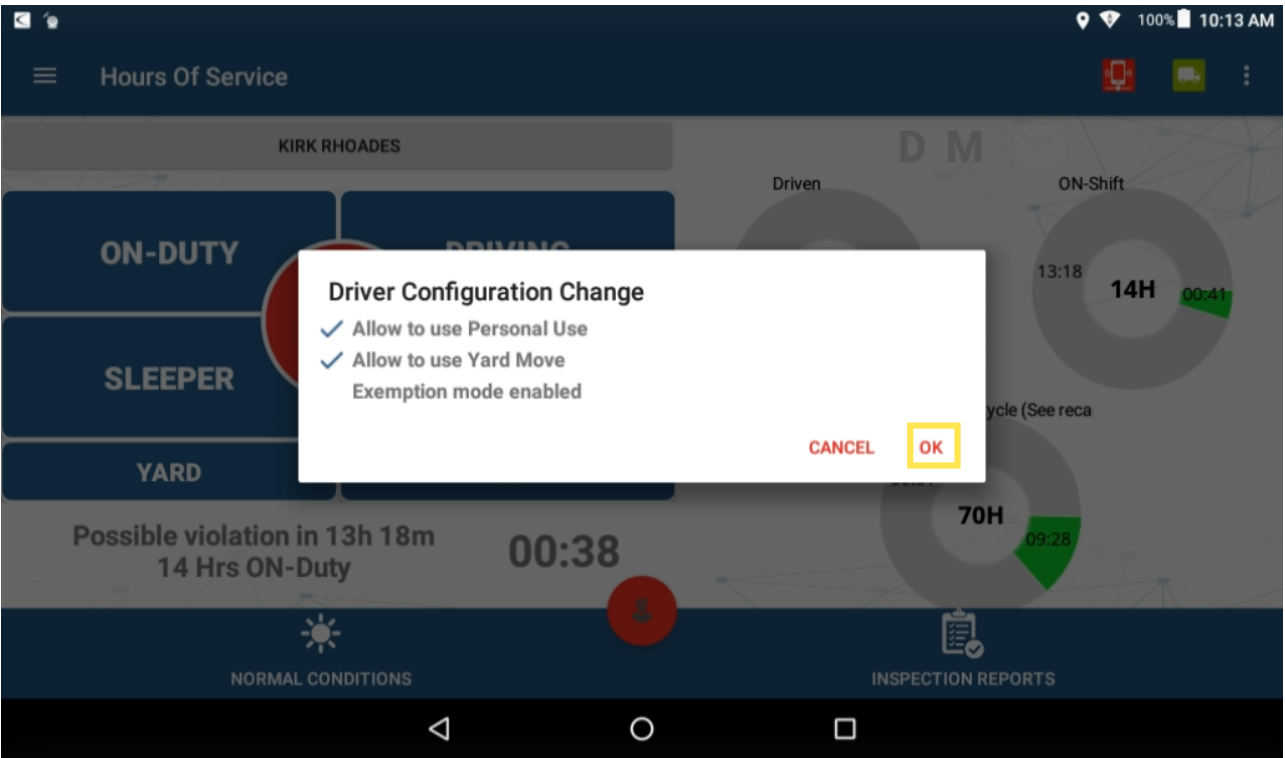 100% 10:13 AM
Hours Of Service
KIRK RHOADES
D M
Driven
ON-Shift
ON-DUTY
DRIVING
13:18
14H
00:41
Driver Configuration Change
Allow to use Personal Use
Allow to use Yard Move
Exemption mode enabled
CANCEL OK
SLEEPER
(See reca
YARD
70H
09:28
Possible violation in 13h 18m
14 Hrs ON-Duty
00:38
NORMAL CONDITIONS
INSPECTION REPORTS